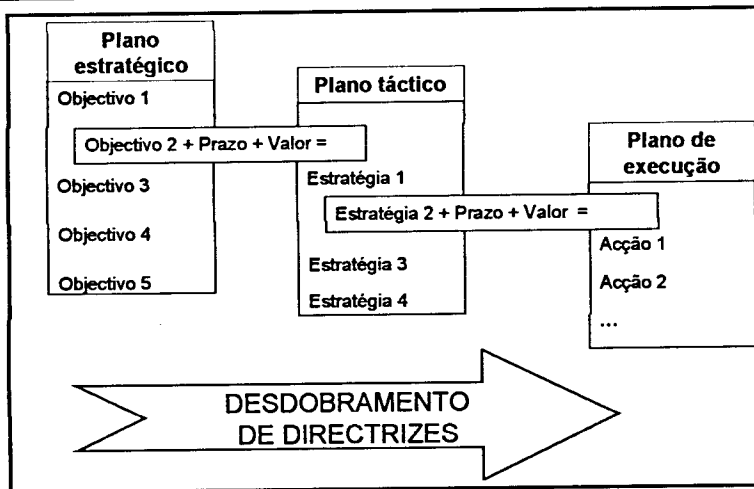 Plano
estratégico
Objectivo 1
Objectivo 2 + Prazo + Valor =
Objectivo 3
Objectivo 4
Objectivo 5
Plano táctico
Estratégia 1
Estratégia 2 + Prazo + Valor =
Estratégia 3
Estratégia 4
Plano de
execução
Acção 1
Acção 2
...
DESDOBRAMENTO
DE DIRECTRIZES